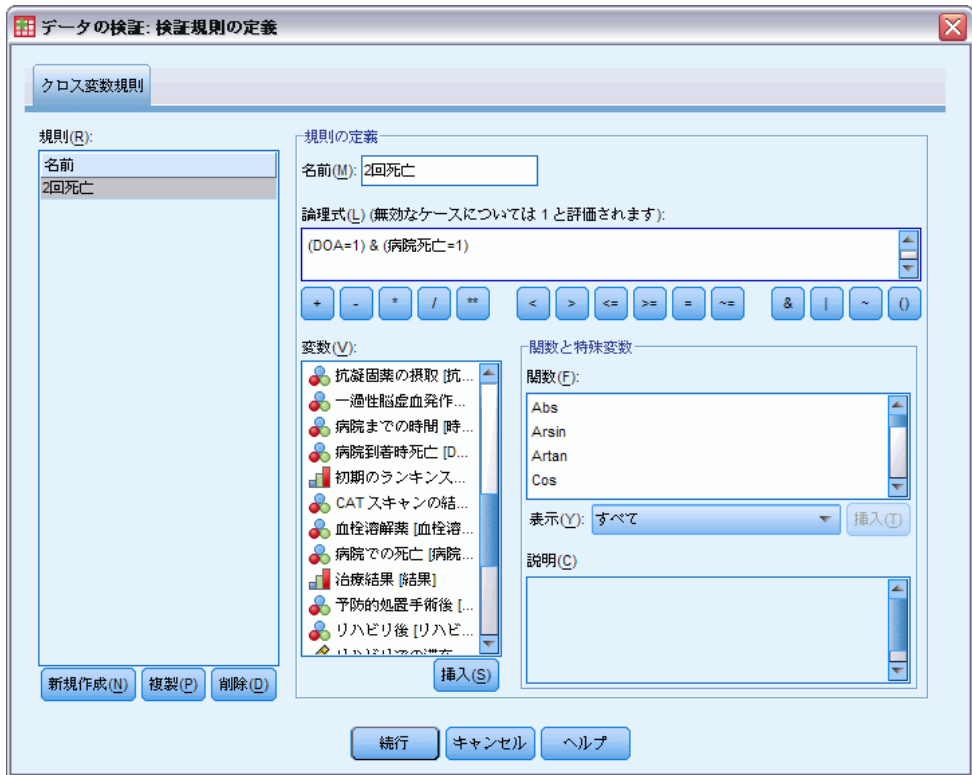 データの検証: 検証規則の定義
クロス変数規則
規則(R):
名前
2回死亡
規則の定義
名前(M): 2回死亡
論理式(L) (無効なケースについては 1 と評価されます):
(DOA=1) & (病院死亡=1)
+ - * / ** < > <= >= = ~= & | ~ ()
変数(V):
抗凝固薬の摂取 [抗...
一過性脳虚血発作...
病院までの時間 [時...
病院到着時死亡 [D...
初期のランキンス...
CAT スキャンの結...
血栓溶解薬 [血栓溶...
病院での死亡 [病院...
治療結果 [結果]
予防的処置手術後 [...
リハビリ後 [リハビ...
挿入(S)
関数と特殊変数
関数(F):
Abs
Arsin
Artan
Cos
表示(Y): すべて 挿入(T)
説明(C)
新規作成(N) 複製(P) 削除(D)
続行 キャンセル ヘルプ